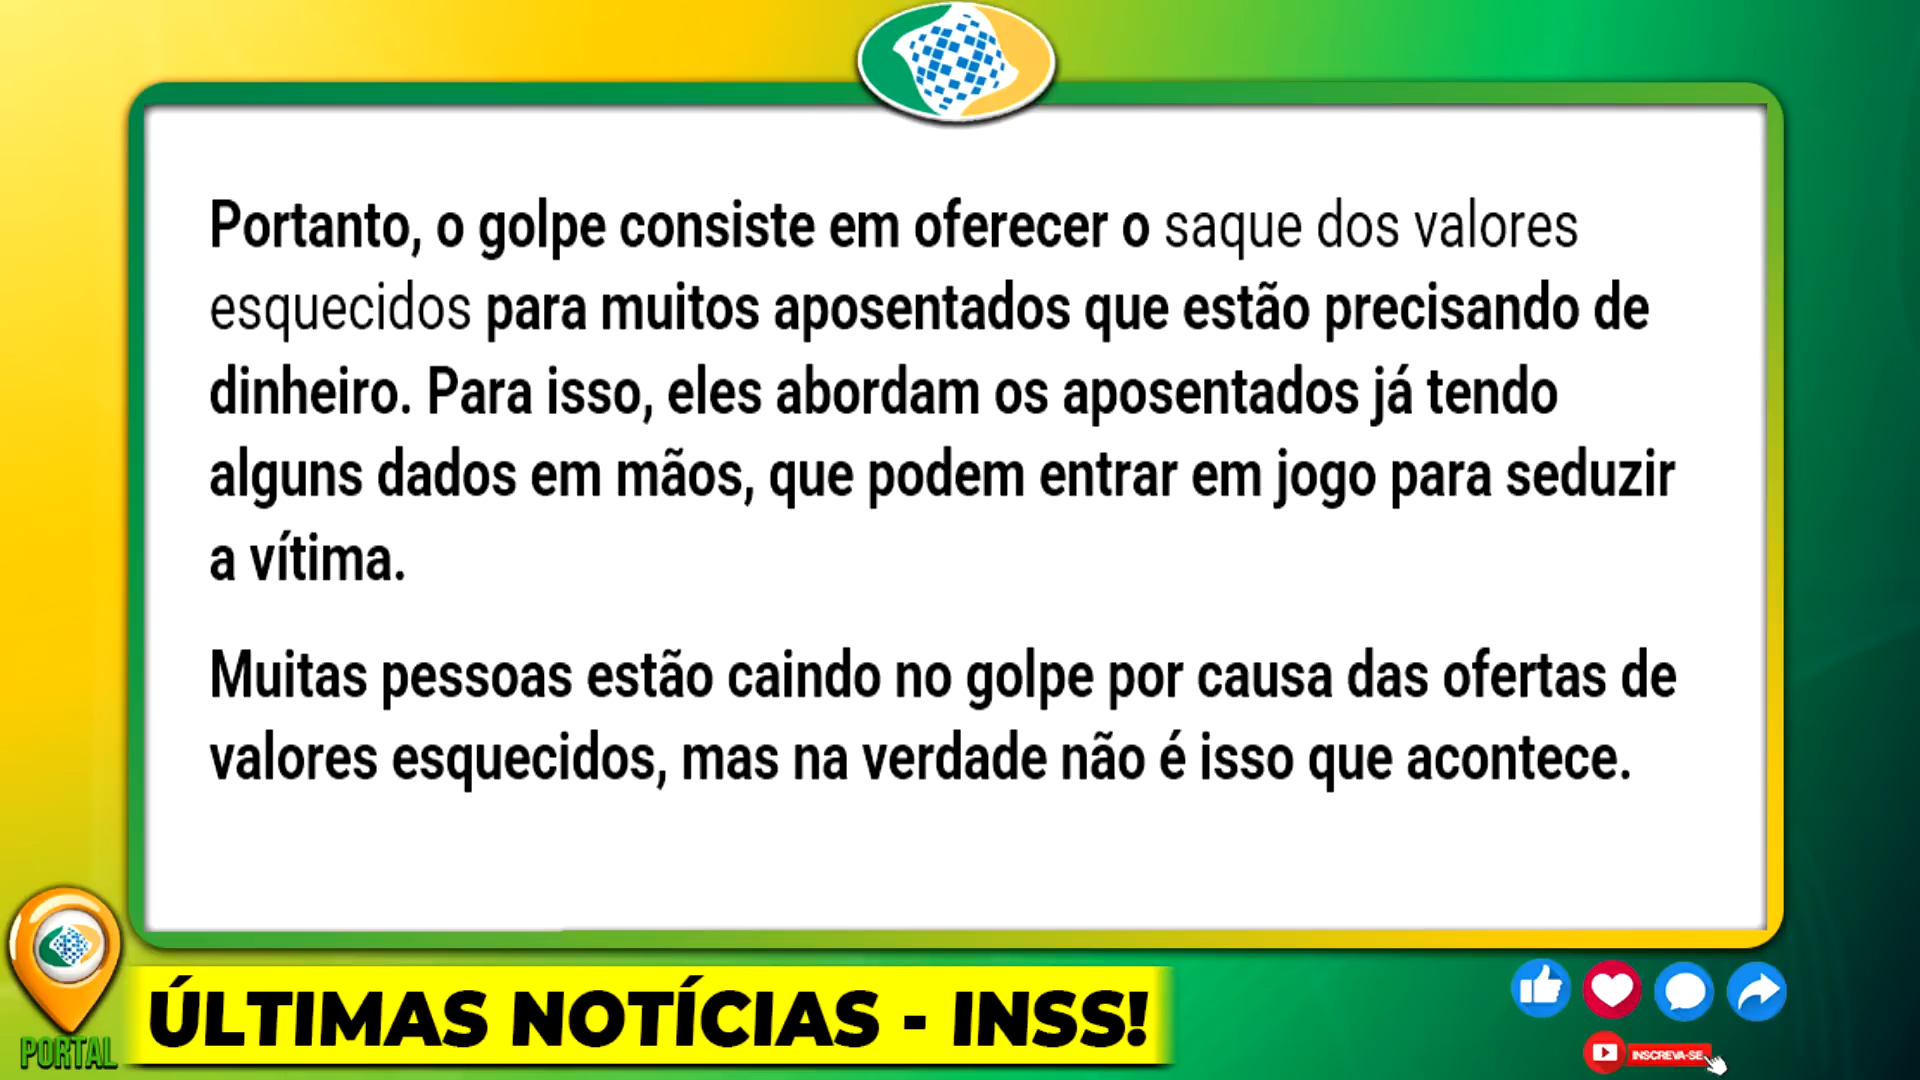 Portanto, o golpe consiste em oferecer o saque dos valores
esquecidos para muitos aposentados que estão precisando de
dinheiro. Para isso, eles abordam os aposentados já tendo
alguns dados em mãos, que podem entrar em jogo para seduzir
a vítima.
Muitas pessoas estão caindo no golpe por causa das ofertas de
valores esquecidos, mas na verdade não é isso que acontece.
PORTAL
ÚLTIMAS NOTÍCIAS - INSS!
INSCREVA-SE